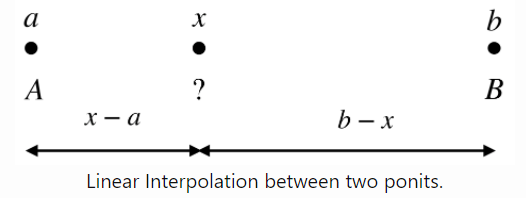 a x b
A ? B
x − a b − x
Linear Interpolation between two ponits.